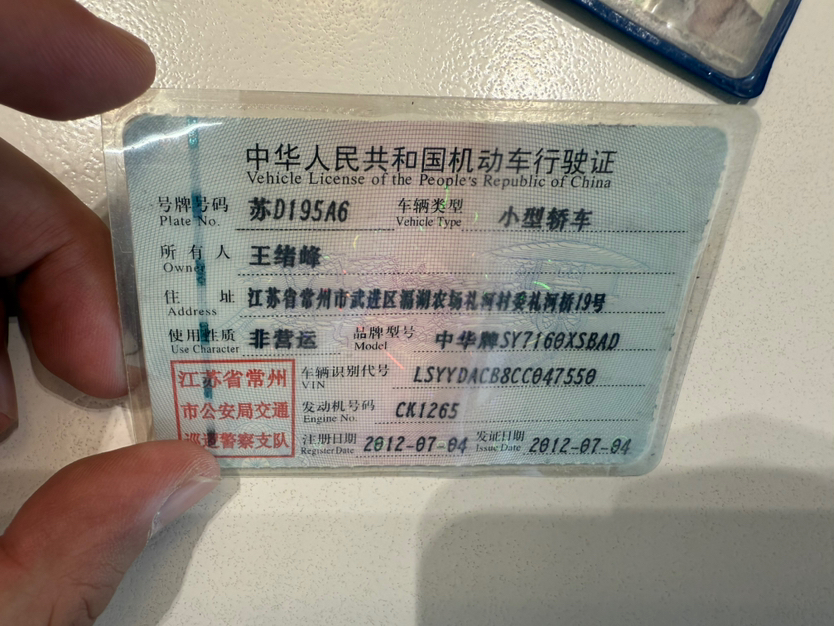 中华人民共和国机动车行驶证
Vehicle License of the People's Republic of China
号牌号码 苏D195A6 车辆类型 小型轿车
Plate No. Vehicle Type
所有人 王绪峰
Owner
住址 江苏省常州市武进区滆湖农场礼河村委礼河桥19号
Address
使用性质 非营运 品牌型号 中华牌SY7160XSBAD
Use Character Model
江苏省常州 车辆识别代号 LSYYDACB8CC047550
VIN
市公安局交通 发动机号码 CK1265
Engine No.
巡逻警察支队 注册日期 2012-07-04 发证日期 2012-07-04
Register Date Issue Date